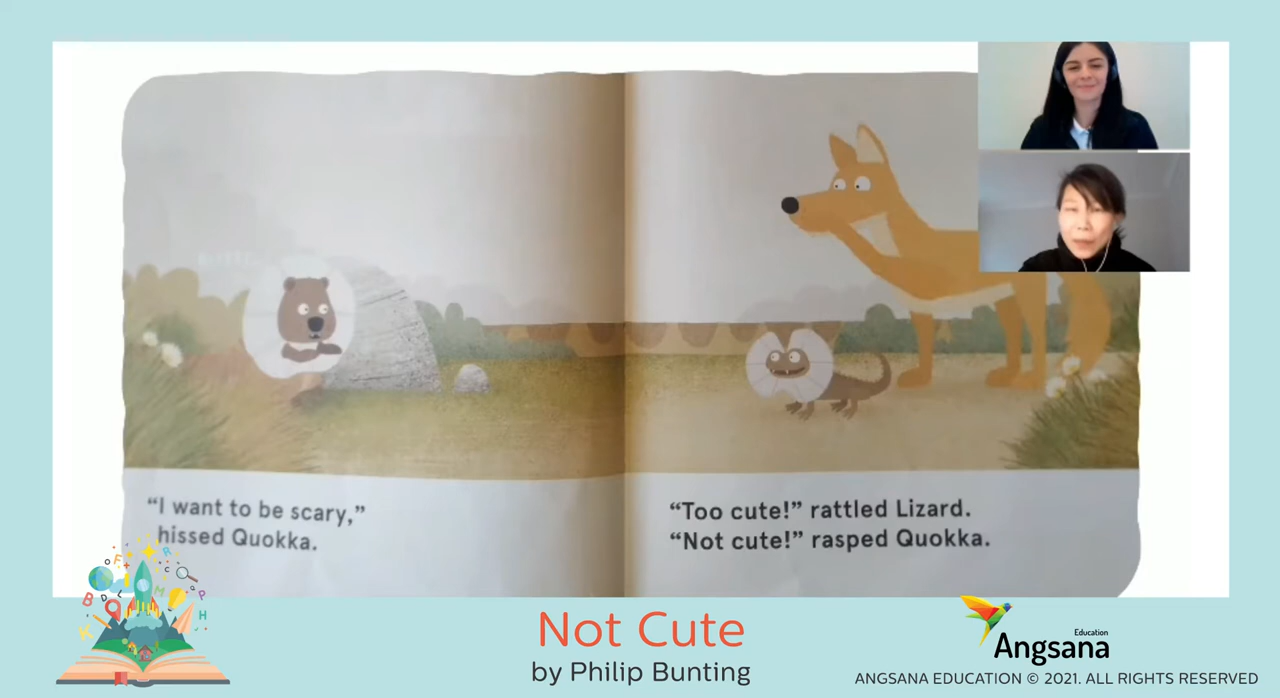 “I want to be scary,”
hissed Quokka.
“Too cute!” rattled Lizard.
“Not cute!” rasped Quokka.
Not Cute
by Philip Bunting
Education
Angsana
ANGSANA EDUCATION © 2021. ALL RIGHTS RESERVED